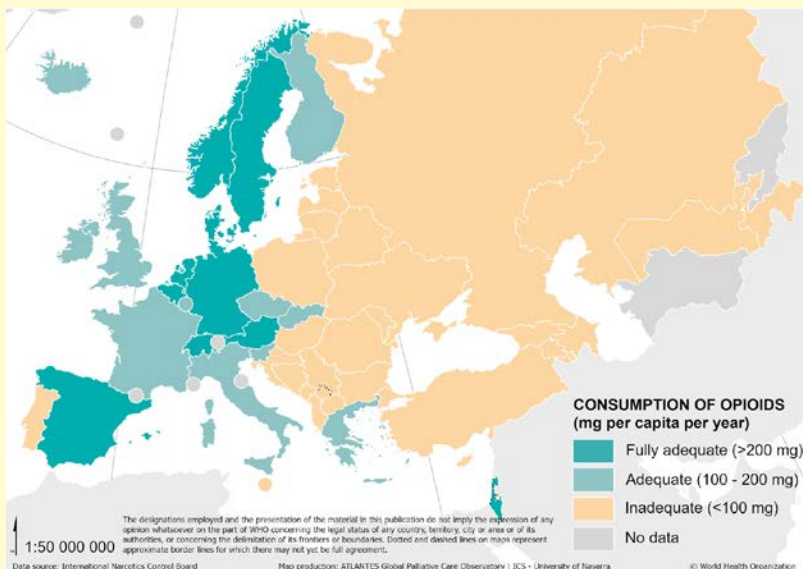 CONSUMPTION OF OPIOIDS
(mg per capita per year)
Fully adequate (>200 mg)
Adequate (100 - 200 mg)
Inadequate (<100 mg)
No data
1:50 000 000
The designations employed and the presentation of the material in this publication do not imply the expression of any
opinion whatsoever on the part of WHO concerning the legal status of any country, territory, city or area or of its
authorities, or concerning the delimitation of its frontiers or boundaries. Dotted and dashed lines on maps represent
approximate border lines for which there may not yet be full agreement.
Data source: International Narcotics Control Board
Map production: ATLANTES Global Palliative Care Observatory | ICS - University of Navarra
© World Health Organization